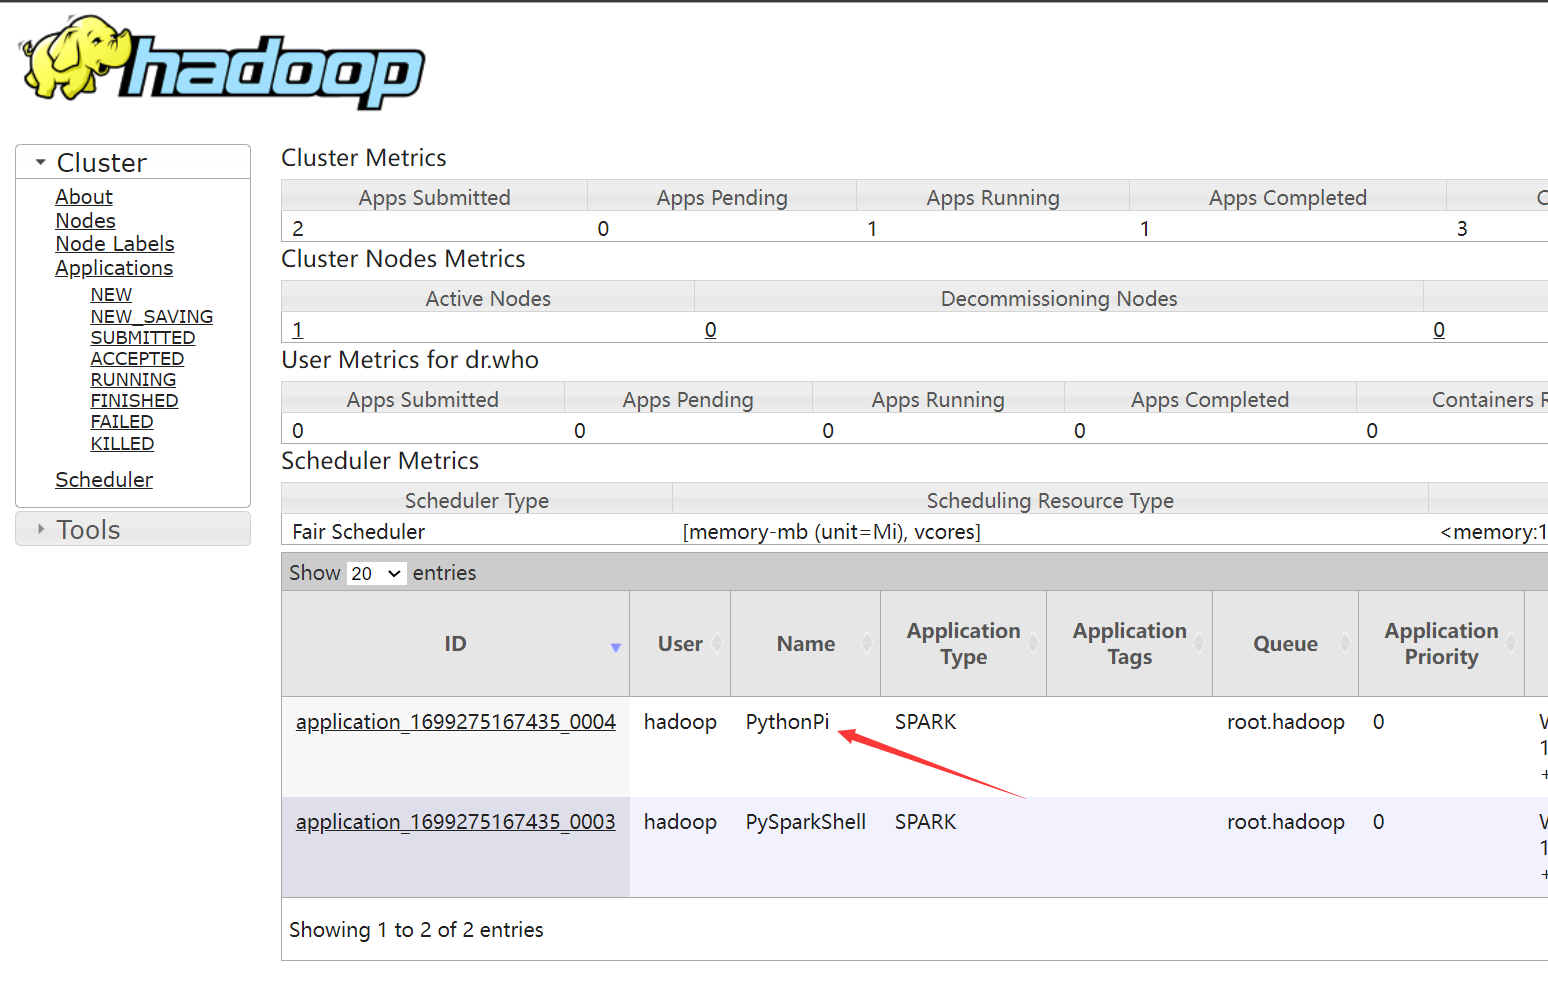 hadoop
Cluster
About
Nodes
Node Labels
Applications
NEW
NEW_SAVING
SUBMITTED
ACCEPTED
RUNNING
FINISHED
FAILED
KILLED
Scheduler
Tools
Cluster Metrics
Apps Submitted Apps Pending Apps Running Apps Completed C
2 0 1 1 3
Cluster Nodes Metrics
Active Nodes Decommissioning Nodes
1 0 0
User Metrics for dr.who
Apps Submitted Apps Pending Apps Running Apps Completed Containers R
0 0 0 0 0
Scheduler Metrics
Scheduler Type Scheduling Resource Type
Fair Scheduler [memory-mb (unit=Mi), vcores] <memory:1
Show 20 entries
ID User Name Application Type Application Tags Queue Application Priority
application_1699275167435_0004 hadoop PythonPi SPARK root.hadoop 0
application_1699275167435_0003 hadoop PySparkShell SPARK root.hadoop 0
Showing 1 to 2 of 2 entries